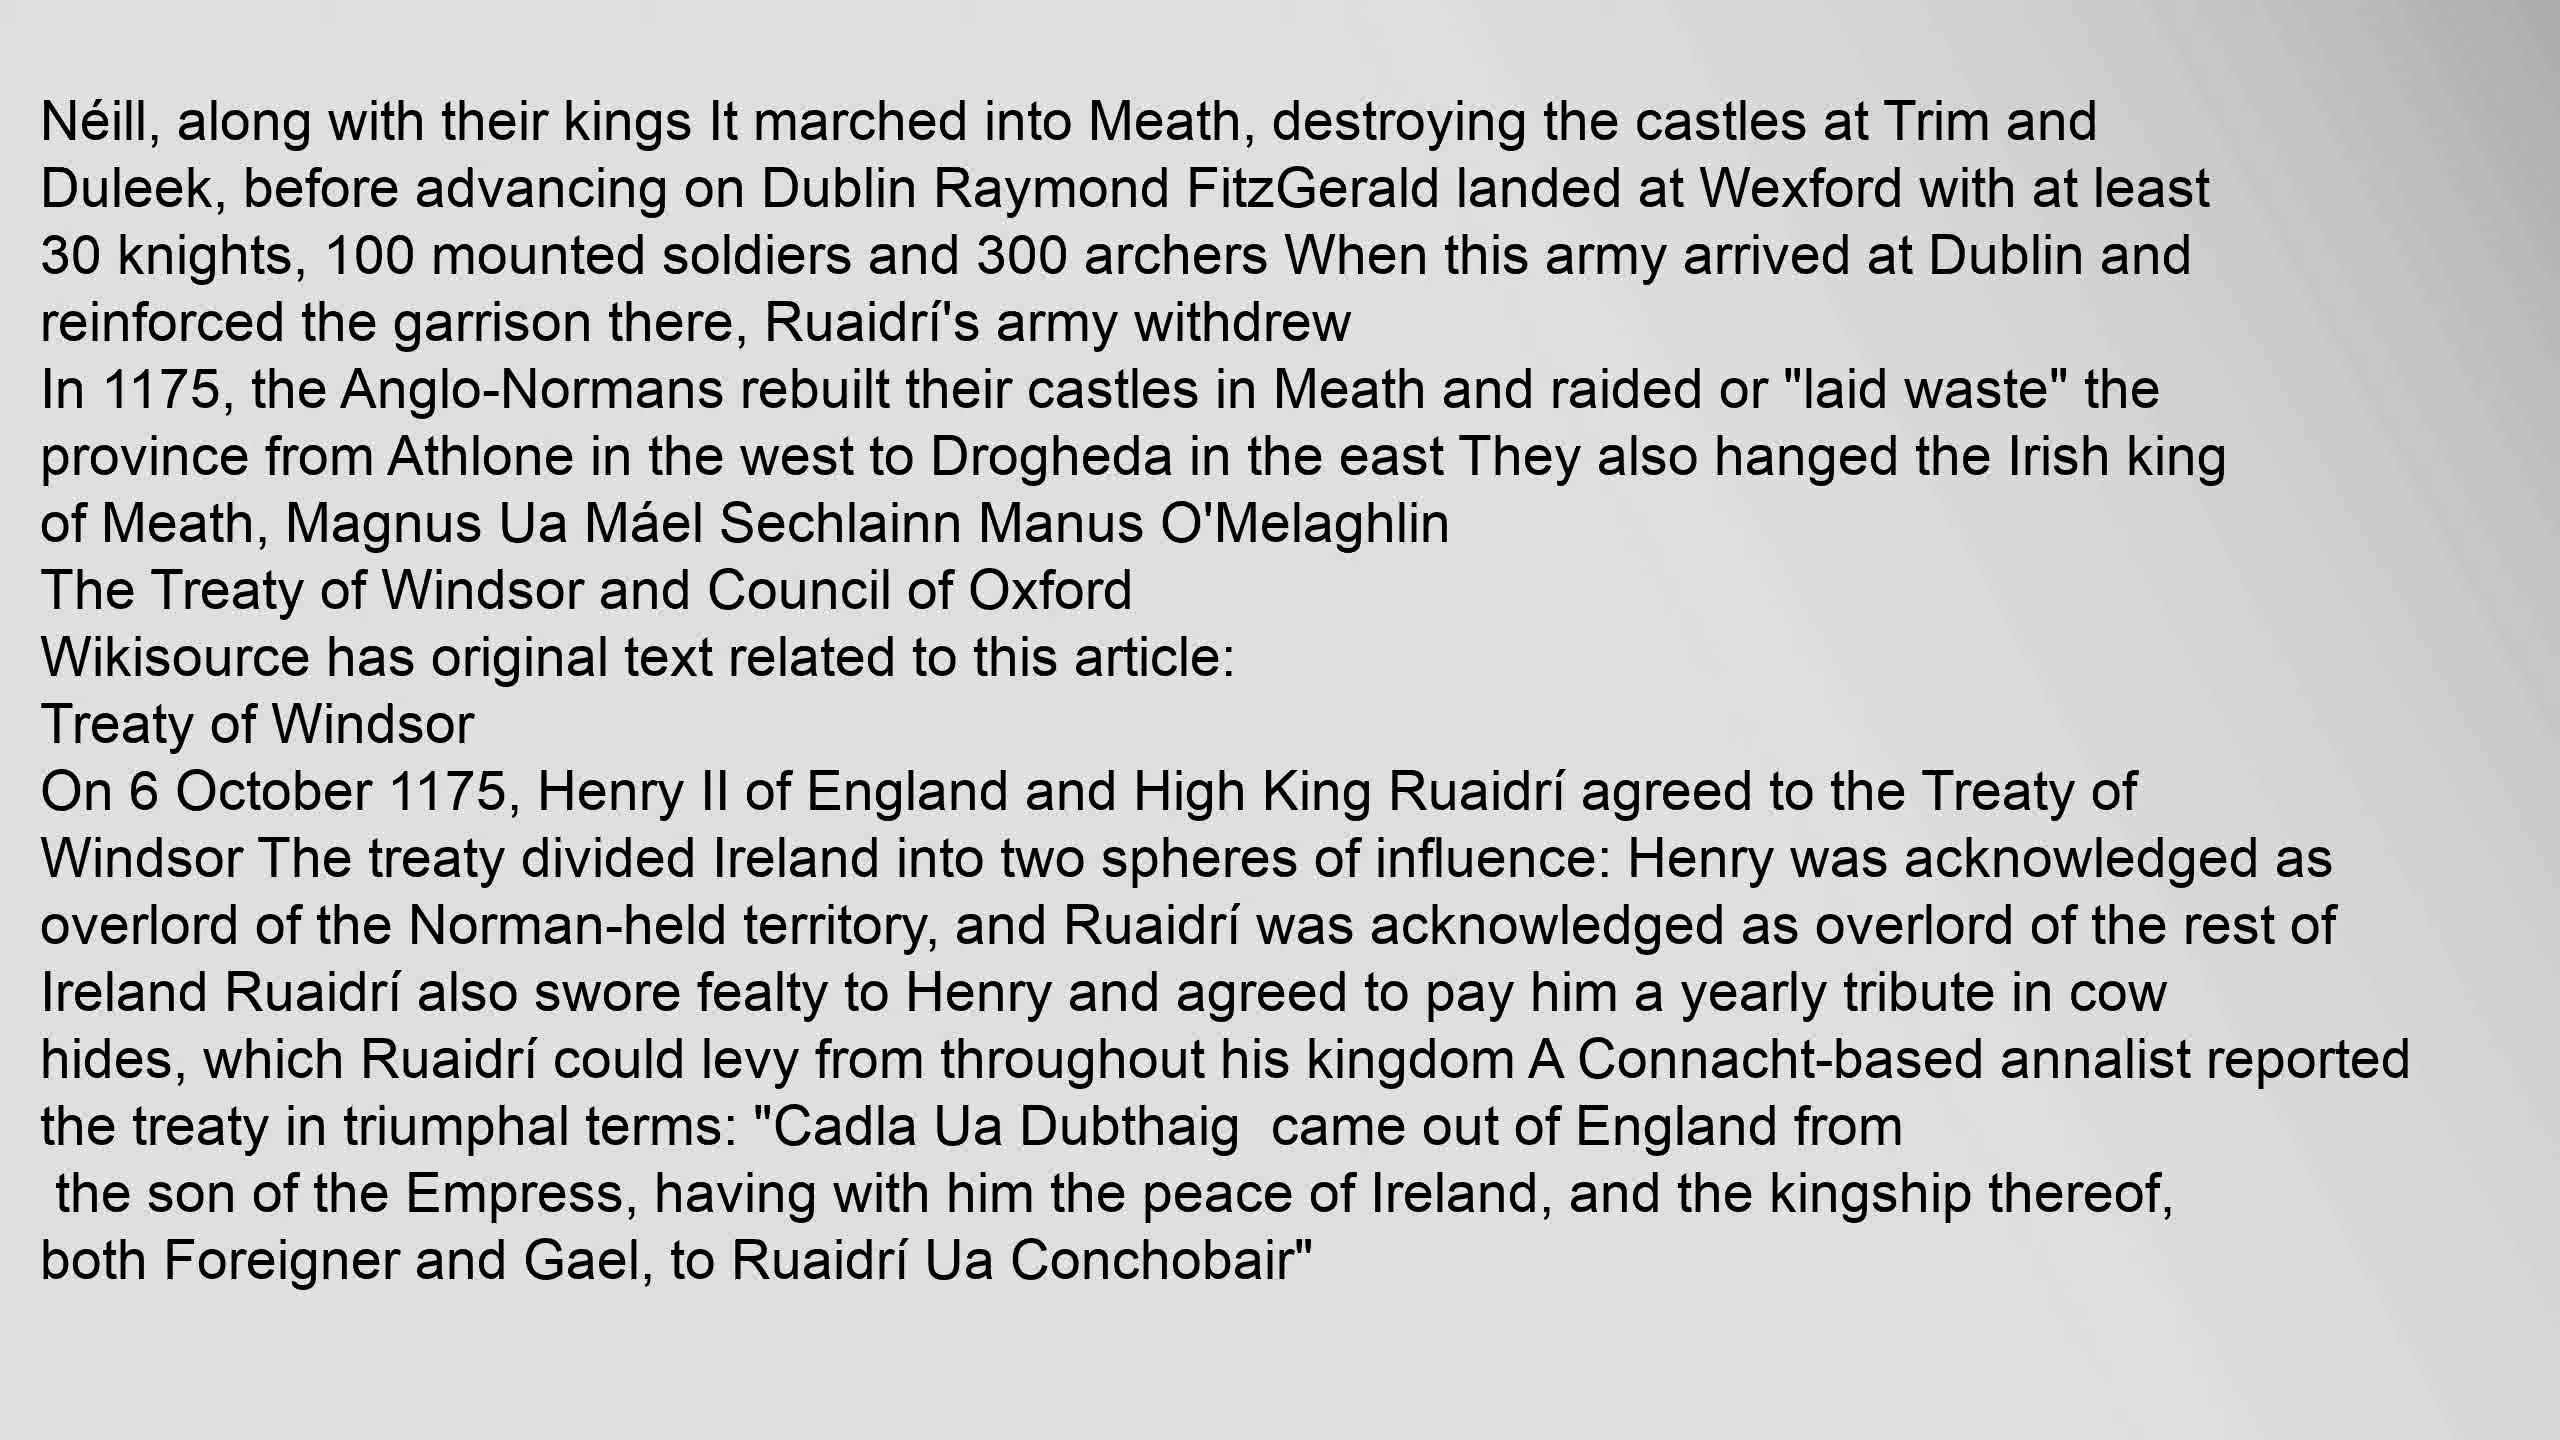 Néill, along with their kings It marched into Meath, destroying the castles at Trim and
Duleek, before advancing on Dublin Raymond FitzGerald landed at Wexford with at least
30 knights, 100 mounted soldiers and 300 archers When this army arrived at Dublin and
reinforced the garrison there, Ruaidrí's army withdrew
In 1175, the Anglo-Normans rebuilt their castles in Meath and raided or "laid waste" the
province from Athlone in the west to Drogheda in the east They also hanged the Irish king
of Meath, Magnus Ua Máel Sechlainn Manus O'Melaghlin
The Treaty of Windsor and Council of Oxford
Wikisource has original text related to this article:
Treaty of Windsor
On 6 October 1175, Henry II of England and High King Ruaidrí agreed to the Treaty of
Windsor The treaty divided Ireland into two spheres of influence: Henry was acknowledged as
overlord of the Norman-held territory, and Ruaidrí was acknowledged as overlord of the rest of
Ireland Ruaidrí also swore fealty to Henry and agreed to pay him a yearly tribute in cow
hides, which Ruaidrí could levy from throughout his kingdom A Connacht-based annalist reported
the treaty in triumphal terms: "Cadla Ua Dubthaig  came out of England from
the son of the Empress, having with him the peace of Ireland, and the kingship thereof,
both Foreigner and Gael, to Ruaidrí Ua Conchobair"